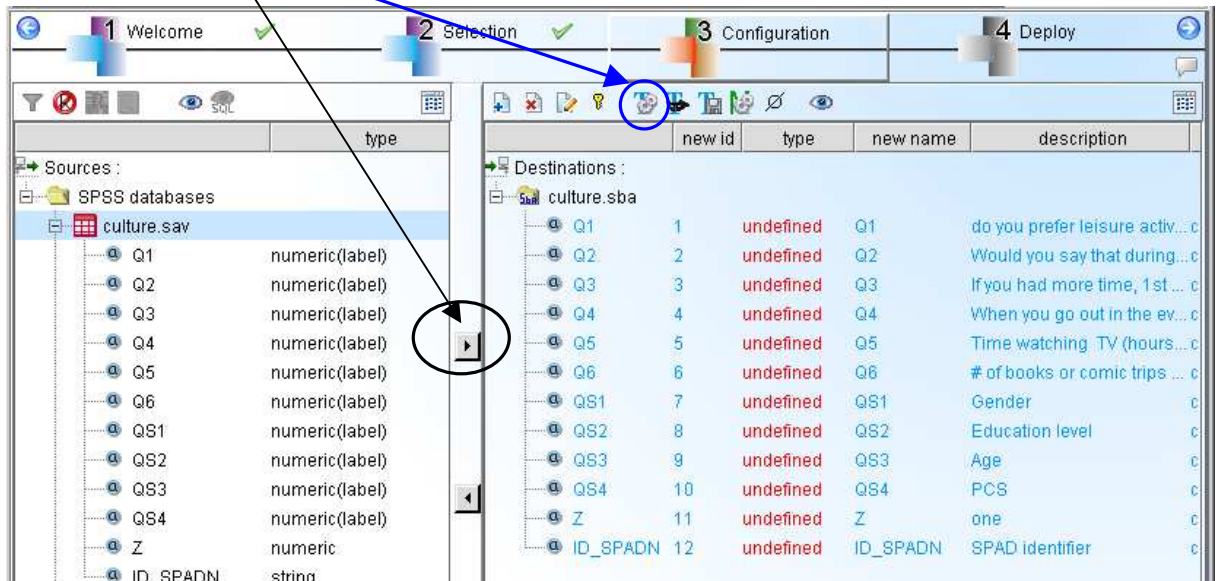 1 Welcome 2 Selection 3 Configuration 4 Deploy
SQL
type
Sources :
SPSS databases
culture.sav
Q1 numeric(label)
Q2 numeric(label)
Q3 numeric(label)
Q4 numeric(label)
Q5 numeric(label)
Q6 numeric(label)
QS1 numeric(label)
QS2 numeric(label)
QS3 numeric(label)
QS4 numeric(label)
Z numeric
ID_SPADN string
new id type new name description
Destinations :
culture.sba
Q1 1 undefined Q1 do you prefer leisure activ... c
Q2 2 undefined Q2 Would you say that during... c
Q3 3 undefined Q3 If you had more time, 1st ... c
Q4 4 undefined Q4 When you go out in the ev... c
Q5 5 undefined Q5 Time watching TV (hours... c
Q6 6 undefined Q6 # of books or comic trips ... c
QS1 7 undefined QS1 Gender c
QS2 8 undefined QS2 Education level c
QS3 9 undefined QS3 Age c
QS4 10 undefined QS4 PCS c
Z 11 undefined Z one c
ID_SPADN 12 undefined ID_SPADN SPAD identifier c